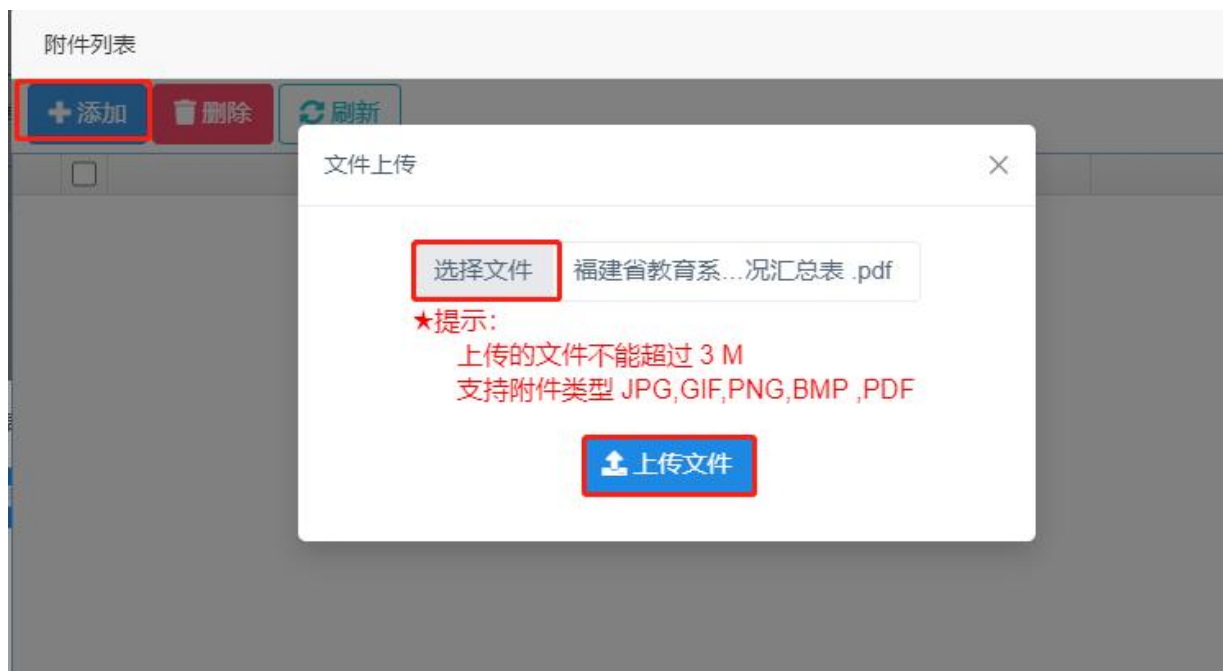 附件列表
添加 删除 刷新
文件上传
选择文件 福建省教育系...况汇总表 .pdf
★提示:
上传的文件不能超过 3 M
支持附件类型 JPG,GIF,PNG,BMP ,PDF
上传文件